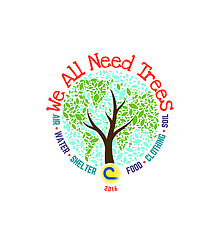 We All Need Trees
AIR • WATER • SHELTER
FOOD • CLOTHING • SOIL
C
2016